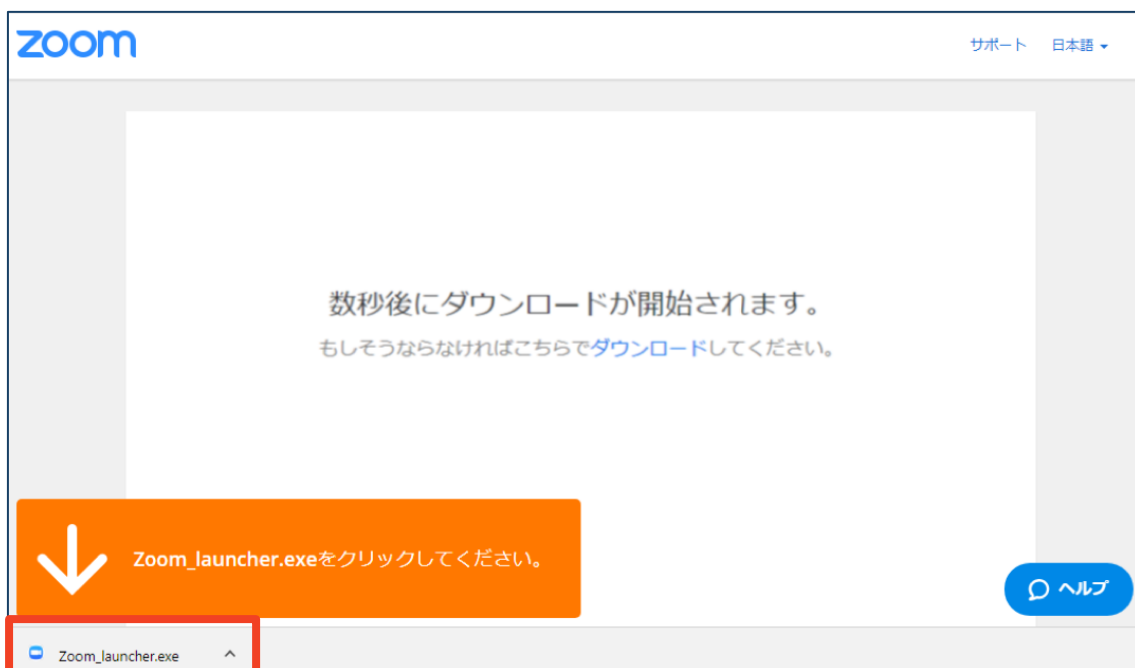 zoom
サポート 日本語
数秒後にダウンロードが開始されます。
もしそうならなければこちらでダウンロードしてください。
Zoom_launcher.exeをクリックしてください。
ヘルプ
Zoom_launcher.exe